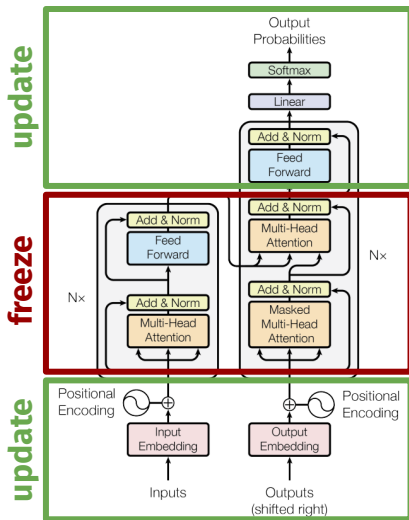 update
Output
Probabilities
Softmax
Linear
Add & Norm
Feed
Forward
freeze
Add & Norm
Feed
Forward
Nx
Add & Norm
Multi-Head
Attention
Add & Norm
Multi-Head
Attention
Nx
Add & Norm
Masked
Multi-Head
Attention
update
Positional
Encoding
Input
Embedding
Inputs
Output
Embedding
Positional
Encoding
Outputs
(shifted right)